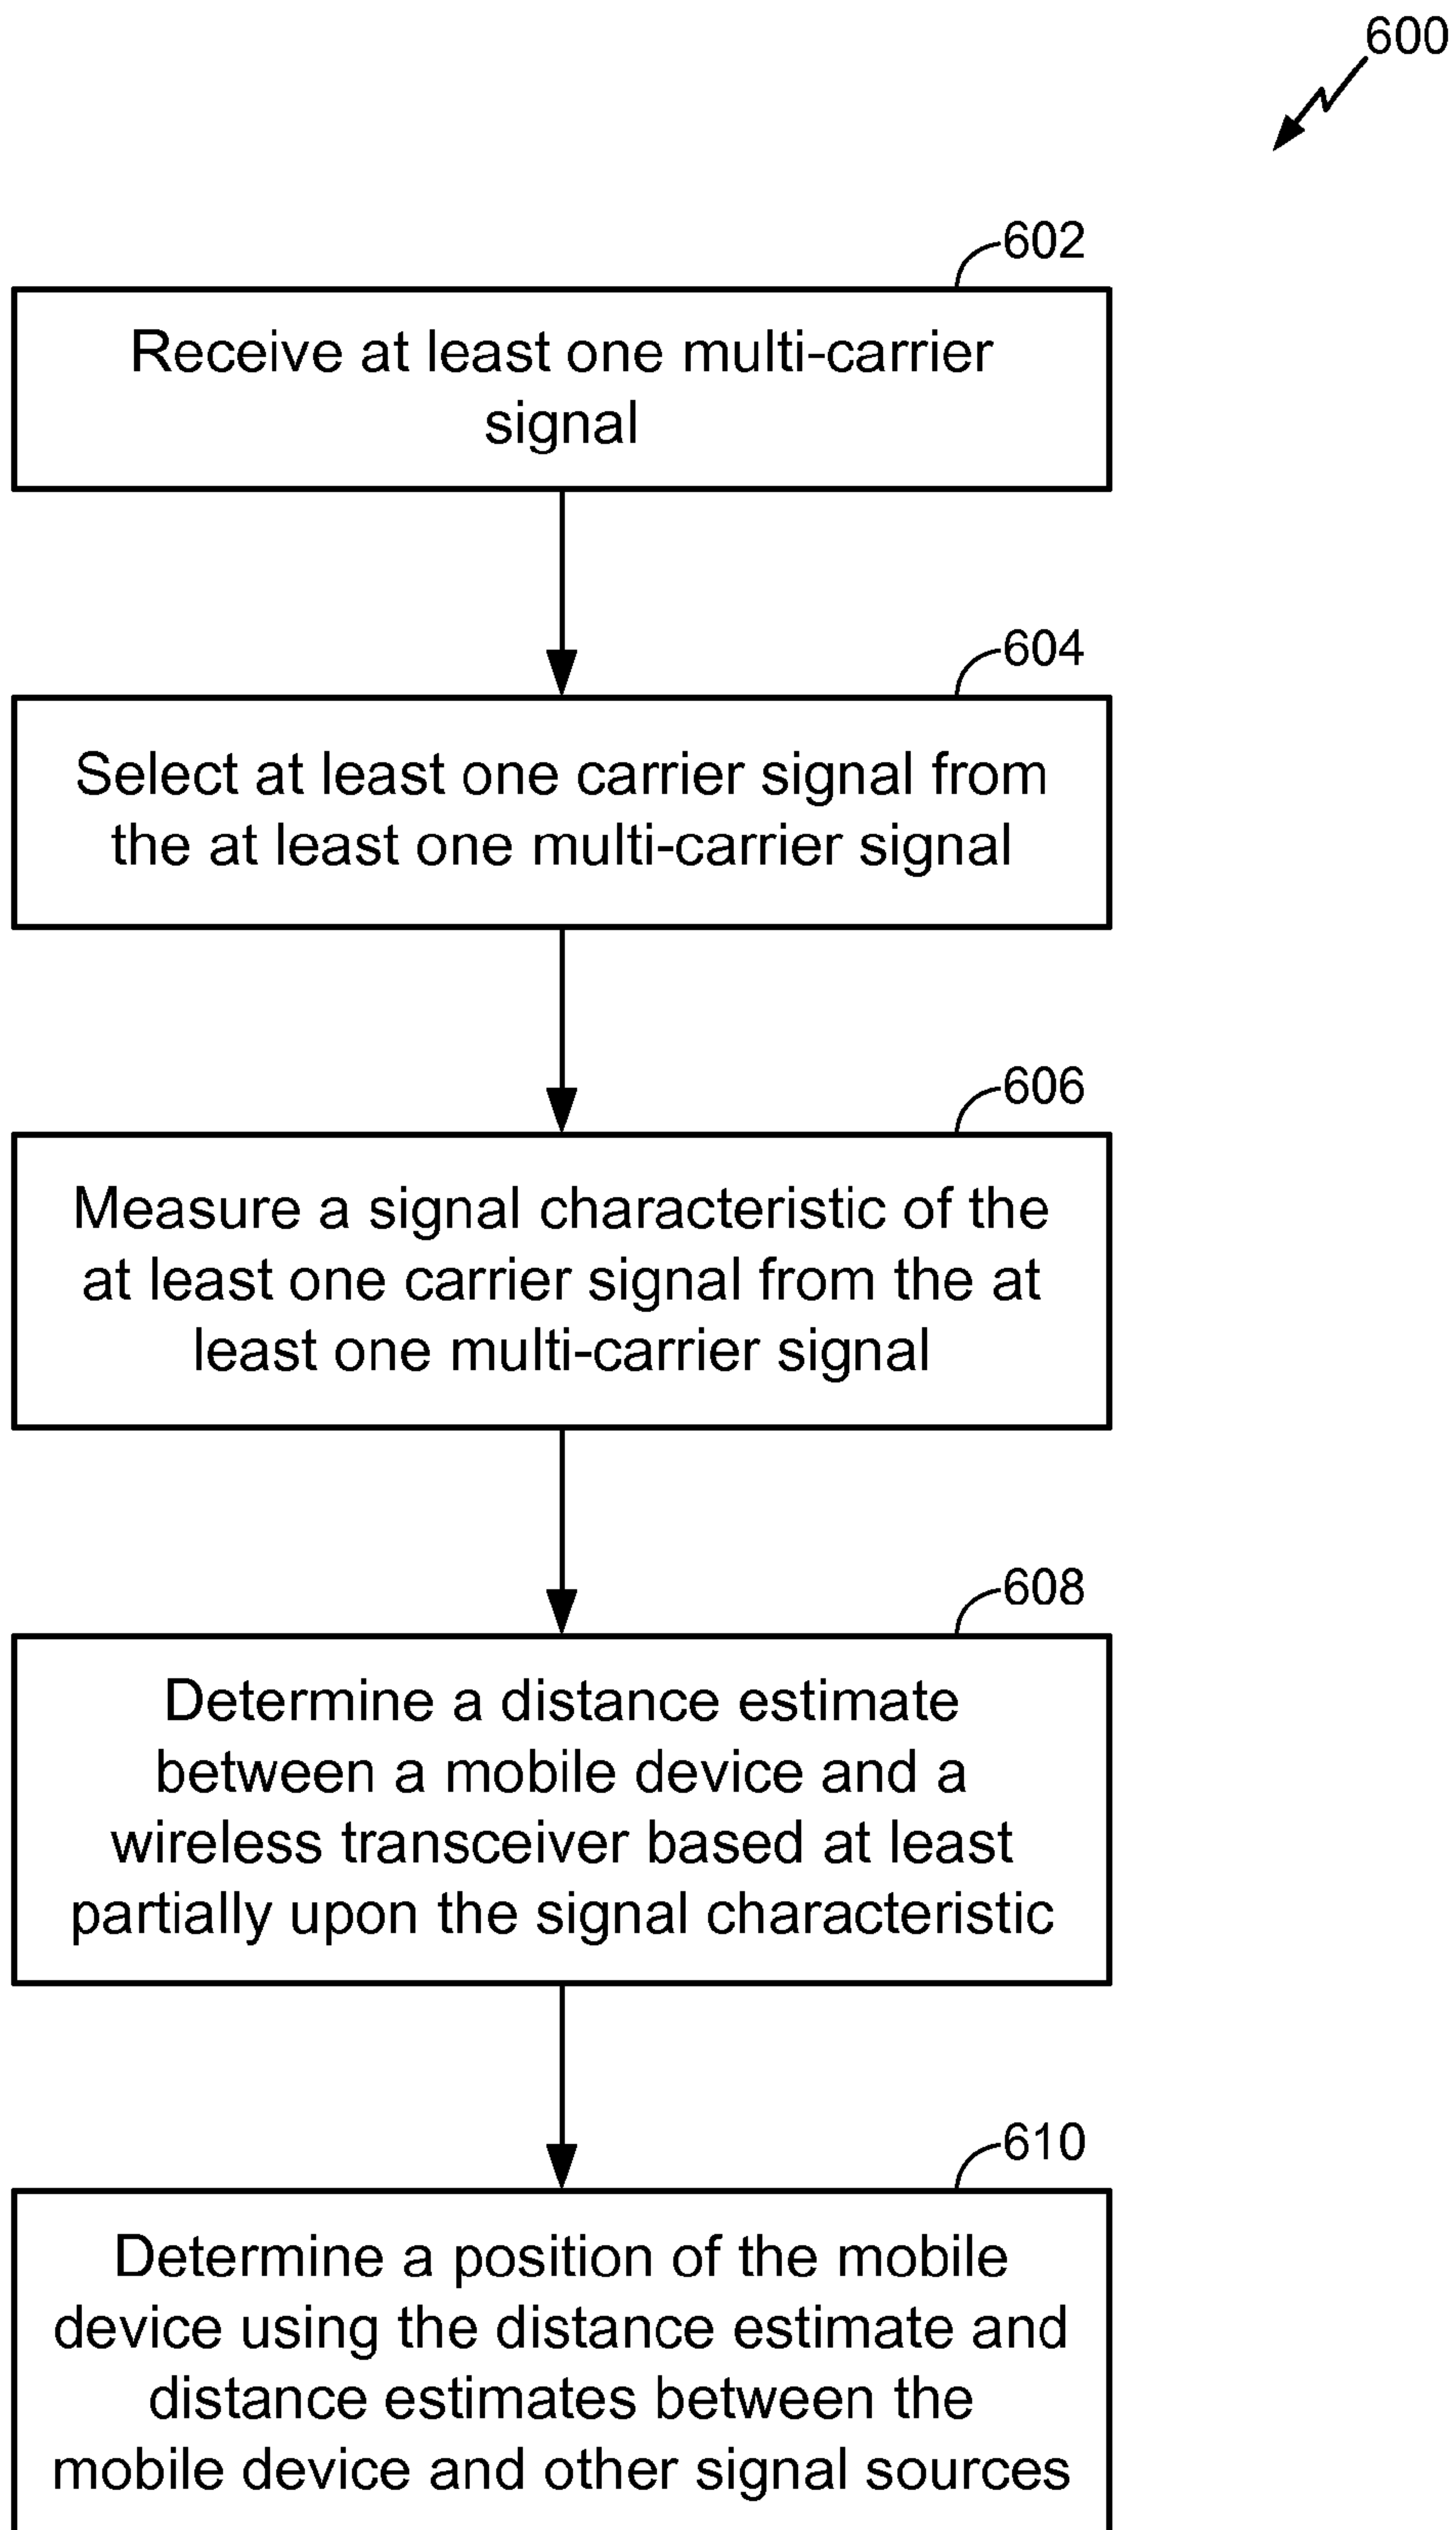 600
602
Receive at least one multi-carrier
signal
604
Select at least one carrier signal from
the at least one multi-carrier signal
606
Measure a signal characteristic of the
at least one carrier signal from the at
least one multi-carrier signal
608
Determine a distance estimate
between a mobile device and a
wireless transceiver based at least
partially upon the signal characteristic
610
Determine a position of the mobile
device using the distance estimate and
distance estimates between the
mobile device and other signal sources